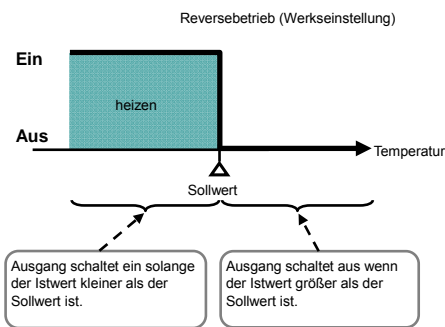 Reversebetrieb (Werkseinstellung)
Ein
heizen
Aus
Temperatur
Sollwert
Ausgang schaltet ein solange
der Istwert kleiner als der
Sollwert ist.
Ausgang schaltet aus wenn
der Istwert größer als der
Sollwert ist.